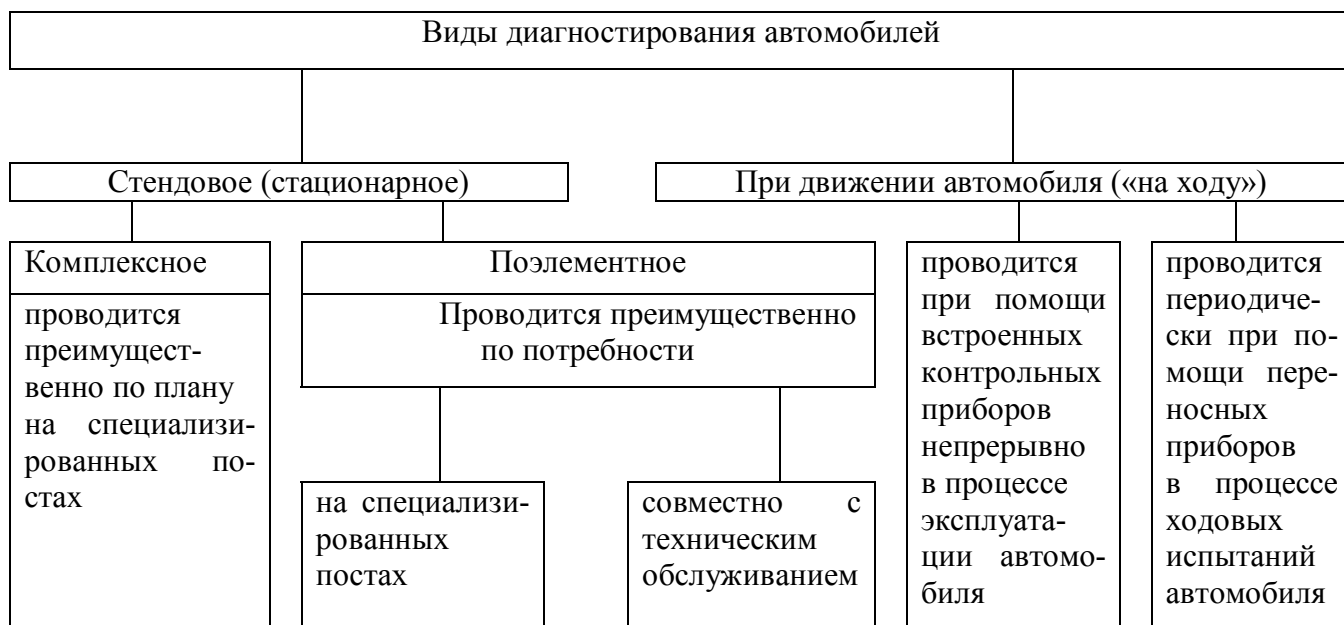 Виды диагностирования автомобилей
Стендовое (стационарное)
При движении автомобиля («на ходу»)
Комплексное
проводится
преимущест-
венно по плану
на специализи-
рованных по-
стах
Поэлементное
Проводится преимущественно
по потребности
на специализи-
рованных
постах
совместно с
техническим
обслуживанием
проводится
при помощи
встроенных
контрольных
приборов
непрерывно
в процессе
эксплуата-
ции автомо-
биля
проводится
периодиче-
ски при по-
мощи пере-
носных
приборов
в процессе
ходовых
испытаний
автомобиля